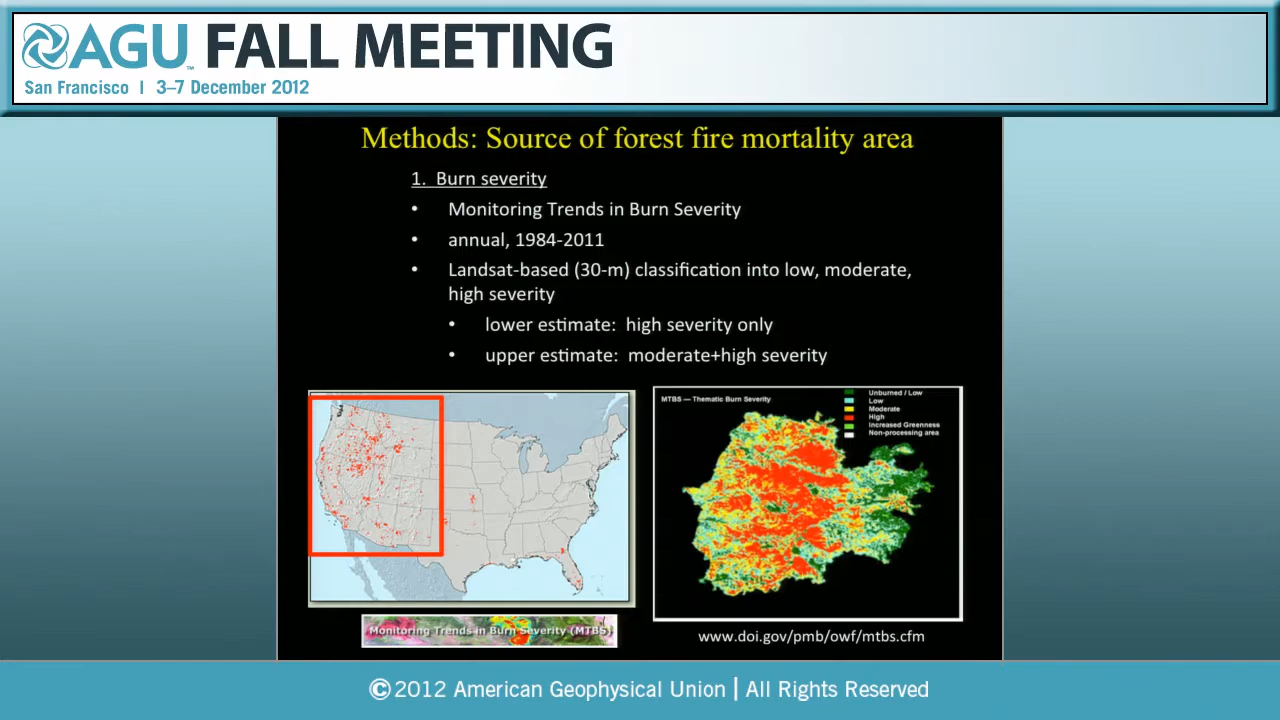 AGU™ FALL MEETING
San Francisco | 3–7 December 2012
Methods: Source of forest fire mortality area
1. Burn severity
• Monitoring Trends in Burn Severity
• annual, 1984-2011
• Landsat-based (30-m) classification into low, moderate,
high severity
• lower estimate: high severity only
• upper estimate: moderate+high severity
MTBS — Thematic Burn Severity
Unburned / Low
Low
Moderate
High
Increased Greenness
Non-processing area
Monitoring Trends in Burn Severity (MTBS)
www.doi.gov/pmb/owf/mtbs.cfm
©2012 American Geophysical Union | All Rights Reserved